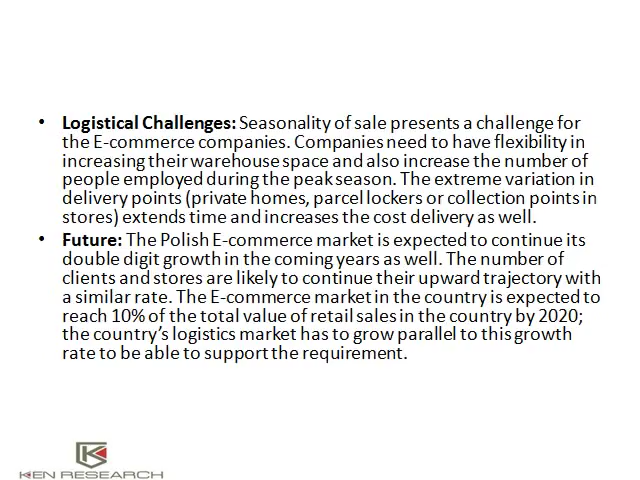 • Logistical Challenges: Seasonality of sale presents a challenge for
the E-commerce companies. Companies need to have flexibility in
increasing their warehouse space and also increase the number of
people employed during the peak season. The extreme variation in
delivery points (private homes, parcel lockers or collection points in
stores) extends time and increases the cost delivery as well.
• Future: The Polish E-commerce market is expected to continue its
double digit growth in the coming years as well. The number of
clients and stores are likely to continue their upward trajectory with
a similar rate. The E-commerce market in the country is expected to
reach 10% of the total value of retail sales in the country by 2020;
the country’s logistics market has to grow parallel to this growth
rate to be able to support the requirement.
KEN RESEARCH